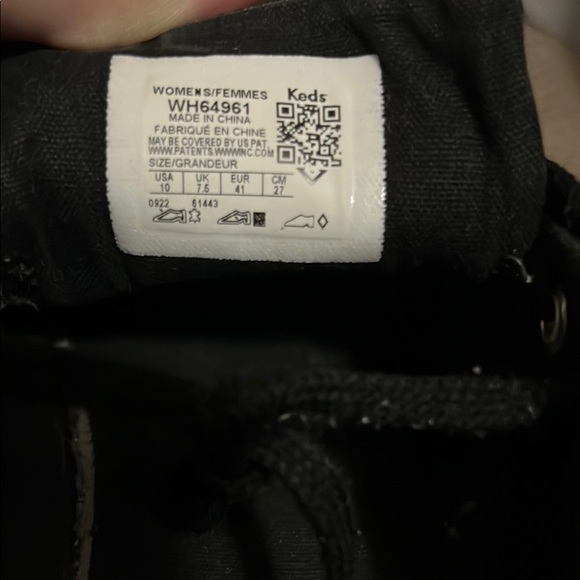 WOMENS/FEMMES Keds
WH64961
MADE IN CHINA
FABRIQUÉ EN CHINE
MAY BE COVERED BY US PAT
WWW.PATENTS.WWWINC.COM
SIZE/GRANDEUR
USA UK EUR CM
10 7.5 41 27
0922 61443